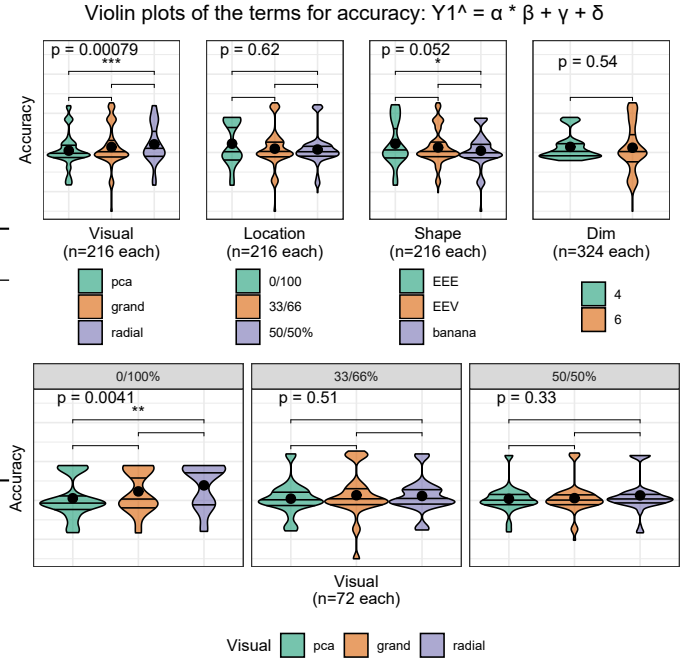 Violin plots of the terms for accuracy: Y1^ = α * β + γ + δ
p = 0.00079
***
p = 0.62
p = 0.052
*
p = 0.54
Accuracy
Visual
(n=216 each)
Location
(n=216 each)
Shape
(n=216 each)
Dim
(n=324 each)
pca
grand
radial
0/100
33/66
50/50%
EEE
EEV
banana
4
6
0/100%
33/66%
50/50%
p = 0.0041
**
p = 0.51
p = 0.33
Accuracy
Visual
(n=72 each)
Visual pca grand radial